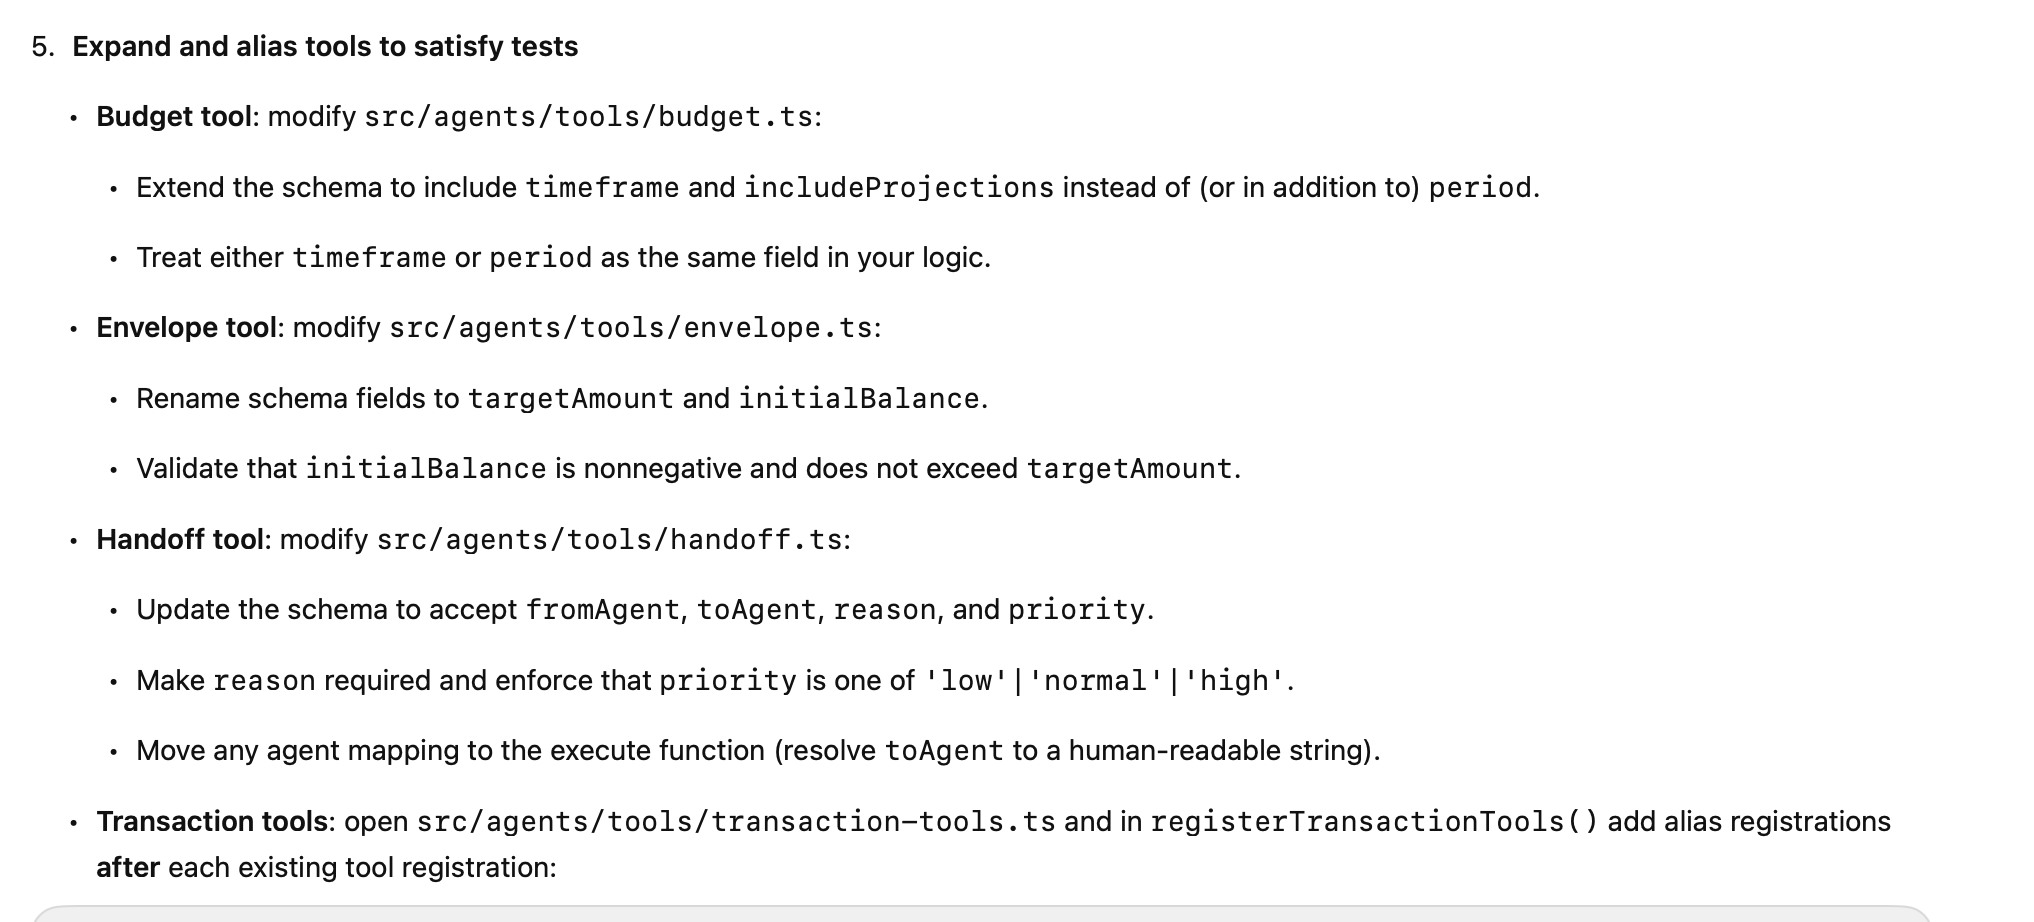 5. Expand and alias tools to satisfy tests
• Budget tool: modify src/agents/tools/budget.ts:
• Extend the schema to include timeframe and includeProjections instead of (or in addition to) period.
• Treat either timeframe or period as the same field in your logic.
• Envelope tool: modify src/agents/tools/envelope.ts:
• Rename schema fields to targetAmount and initialBalance.
• Validate that initialBalance is nonnegative and does not exceed targetAmount.
• Handoff tool: modify src/agents/tools/handoff.ts:
• Update the schema to accept fromAgent, toAgent, reason, and priority.
• Make reason required and enforce that priority is one of 'low'|'normal'|'high'.
• Move any agent mapping to the execute function (resolve toAgent to a human-readable string).
• Transaction tools: open src/agents/tools/transaction-tools.ts and in registerTransactionTools() add alias registrations
after each existing tool registration: